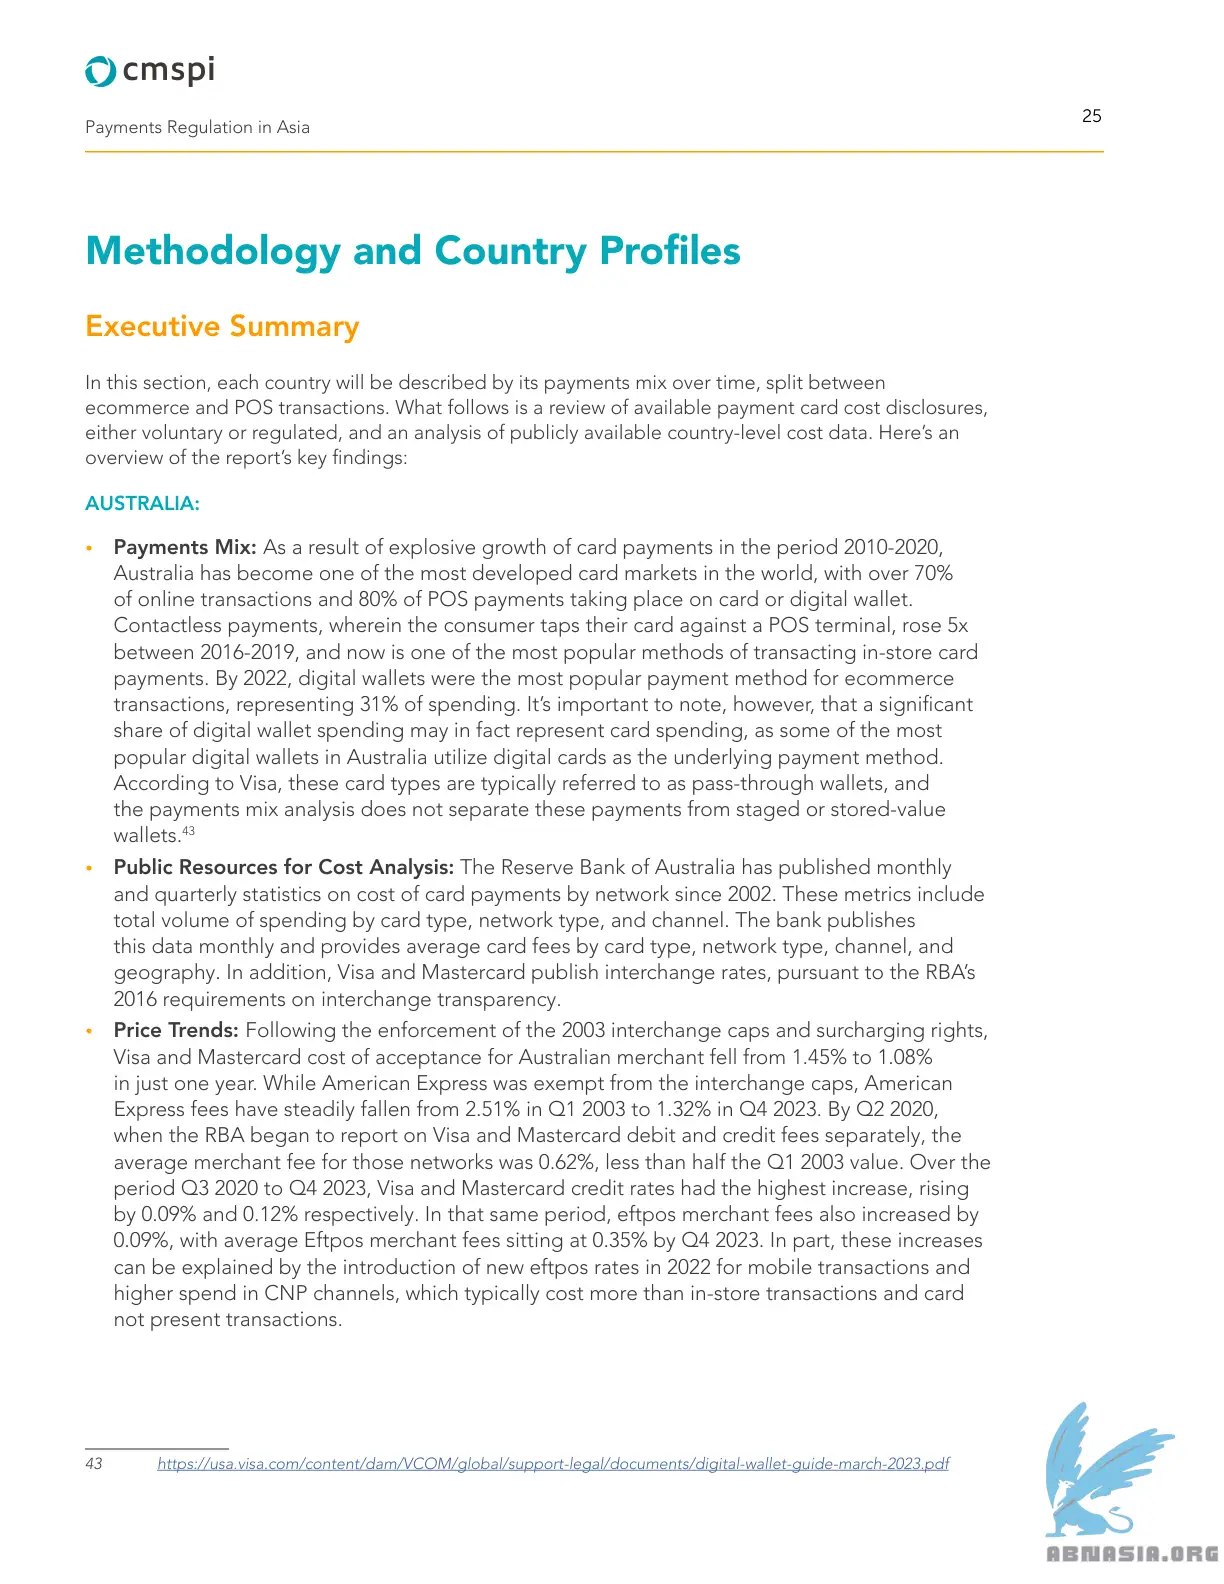 cmspi
Payments Regulation in Asia
25
Methodology and Country Profiles
Executive Summary
In this section, each country will be described by its payments mix over time, split between
ecommerce and POS transactions. What follows is a review of available payment card cost disclosures,
either voluntary or regulated, and an analysis of publicly available country-level cost data. Here’s an
overview of the report’s key findings:
AUSTRALIA:
• Payments Mix: As a result of explosive growth of card payments in the period 2010-2020,
Australia has become one of the most developed card markets in the world, with over 70%
of online transactions and 80% of POS payments taking place on card or digital wallet.
Contactless payments, wherein the consumer taps their card against a POS terminal, rose 5x
between 2016-2019, and now is one of the most popular methods of transacting in-store card
payments. By 2022, digital wallets were the most popular payment method for ecommerce
transactions, representing 31% of spending. It’s important to note, however, that a significant
share of digital wallet spending may in fact represent card spending, as some of the most
popular digital wallets in Australia utilize digital cards as the underlying payment method.
According to Visa, these card types are typically referred to as pass-through wallets, and
the payments mix analysis does not separate these payments from staged or stored-value
wallets.43
• Public Resources for Cost Analysis: The Reserve Bank of Australia has published monthly
and quarterly statistics on cost of card payments by network since 2002. These metrics include
total volume of spending by card type, network type, and channel. The bank publishes
this data monthly and provides average card fees by card type, network type, channel, and
geography. In addition, Visa and Mastercard publish interchange rates, pursuant to the RBA’s
2016 requirements on interchange transparency.
• Price Trends: Following the enforcement of the 2003 interchange caps and surcharging rights,
Visa and Mastercard cost of acceptance for Australian merchant fell from 1.45% to 1.08%
in just one year. While American Express was exempt from the interchange caps, American
Express fees have steadily fallen from 2.51% in Q1 2003 to 1.32% in Q4 2023. By Q2 2020,
when the RBA began to report on Visa and Mastercard debit and credit fees separately, the
average merchant fee for those networks was 0.62%, less than half the Q1 2003 value. Over the
period Q3 2020 to Q4 2023, Visa and Mastercard credit rates had the highest increase, rising
by 0.09% and 0.12% respectively. In that same period, eftpos merchant fees also increased by
0.09%, with average Eftpos merchant fees sitting at 0.35% by Q4 2023. In part, these increases
can be explained by the introduction of new eftpos rates in 2022 for mobile transactions and
higher spend in CNP channels, which typically cost more than in-store transactions and card
not present transactions.
43 https://usa.visa.com/content/dam/VCOM/global/support-legal/documents/digital-wallet-guide-march-2023.pdf
ABNASIA.ORG